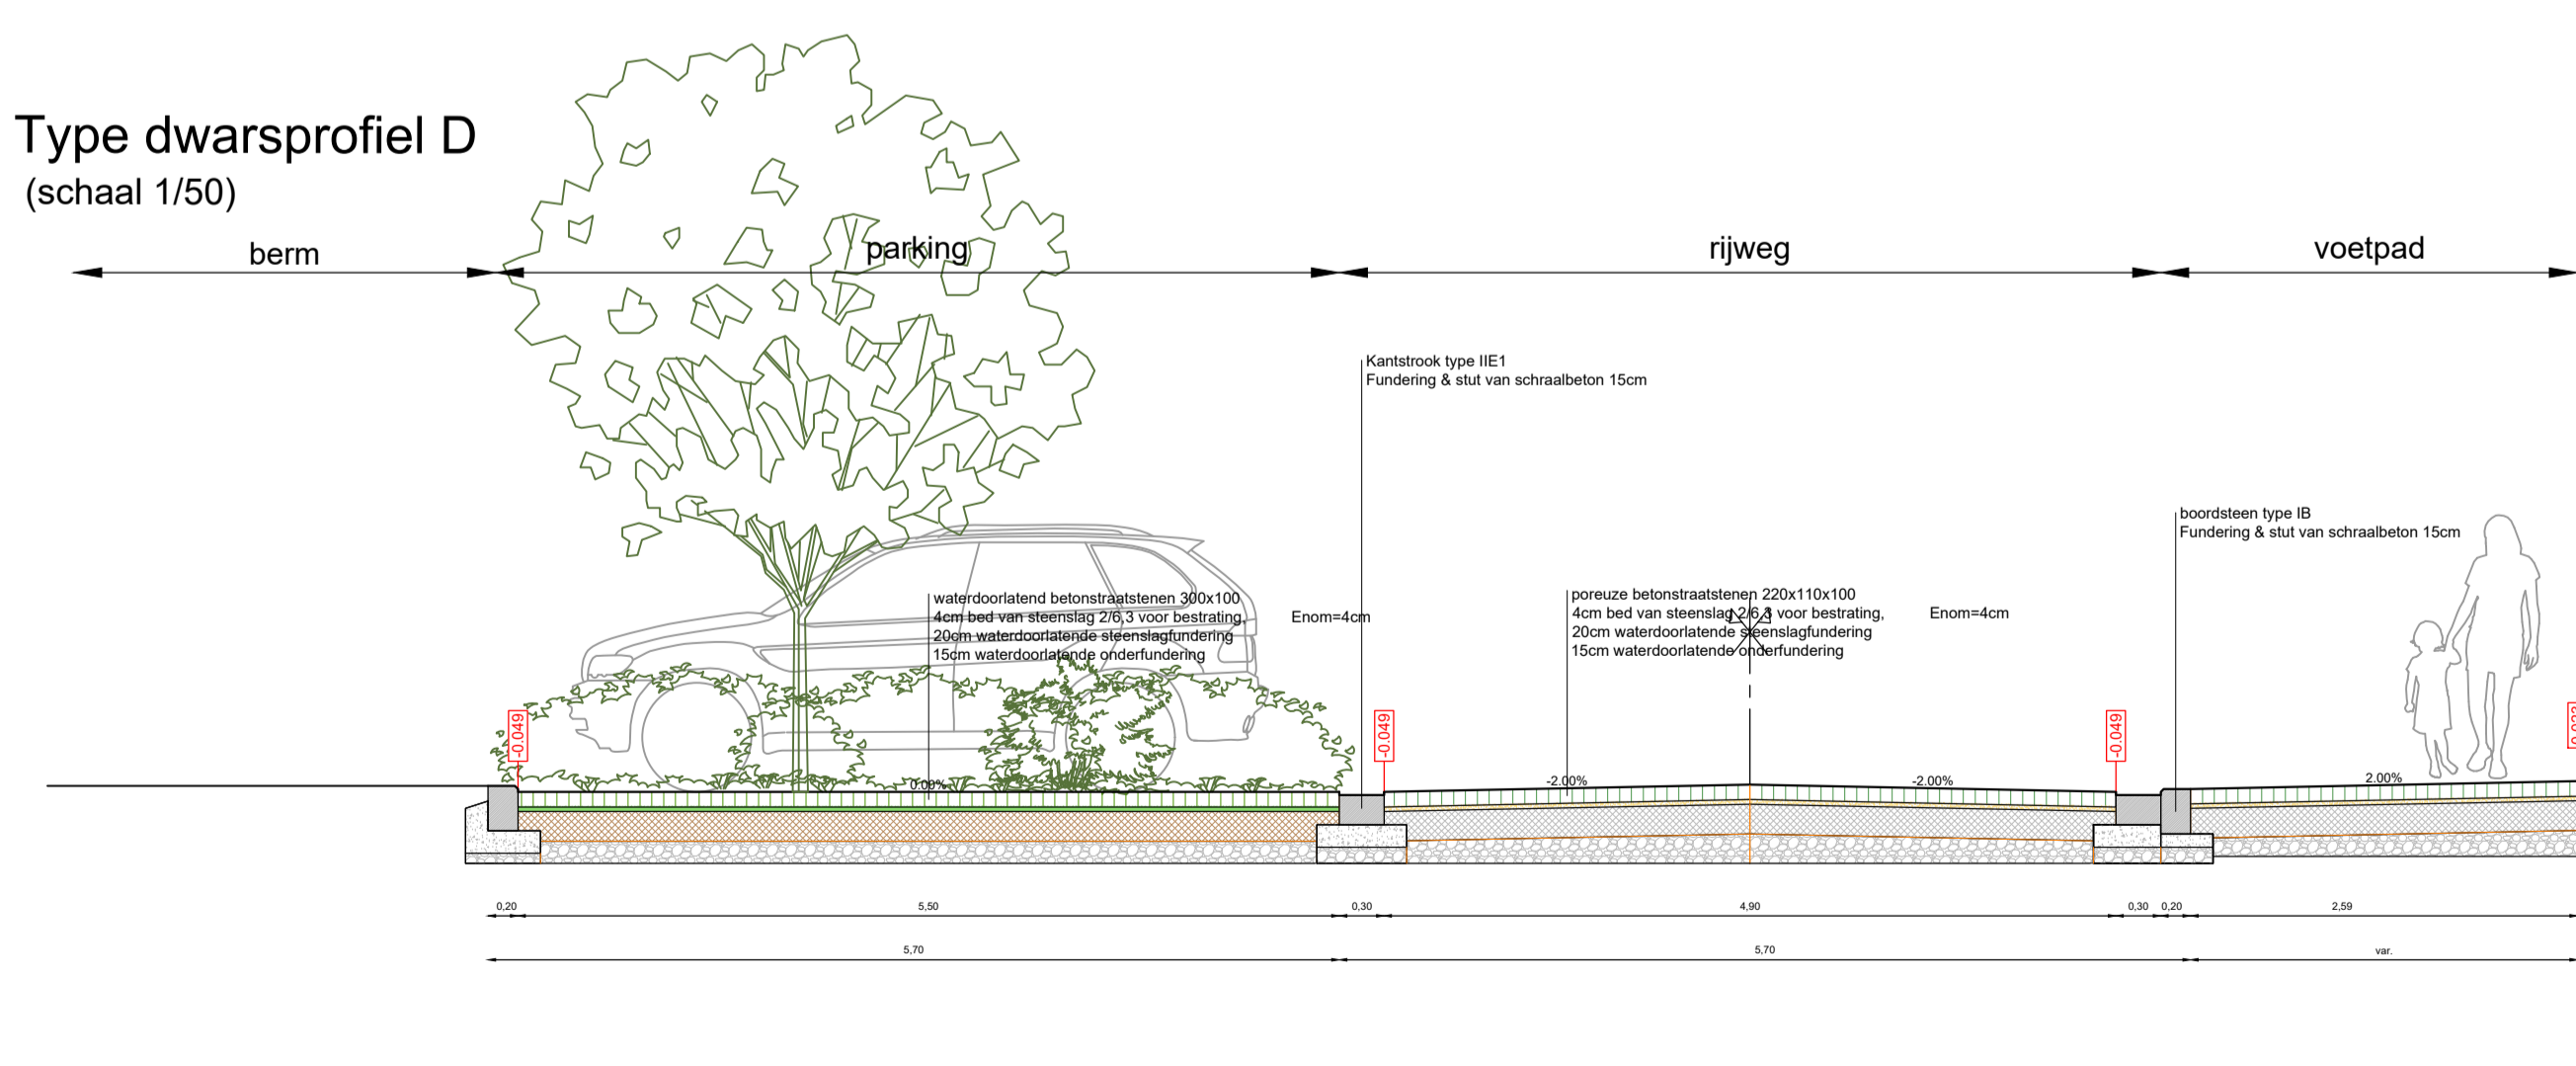 Type dwarsprofiel D
(schaal 1/50)
berm
parking
rijweg
voetpad
Kantstrook type IIE1
Fundering & stut van schraalbeton 15cm
boordsteen type IB
Fundering & stut van schraalbeton 15cm
waterdoorlatend betonstraatstenen 300x100
4cm bed van steenslag 2/6,3 voor bestrating, Enom=4cm
20cm waterdoorlatende steenslagfundering
15cm waterdoorlatende onderfundering
poreuze betonstraatstenen 220x110x100
4cm bed van steenslag 2/6,3 voor bestrating, Enom=4cm
20cm waterdoorlatende steenslagfundering
15cm waterdoorlatende onderfundering
-0.049
-0.049
-0.049
0.00%
-2.00%
-2.00%
2.00%
0,20
5,50
0,30
4,90
0,30
0,20
2,59
5,70
5,70
var.